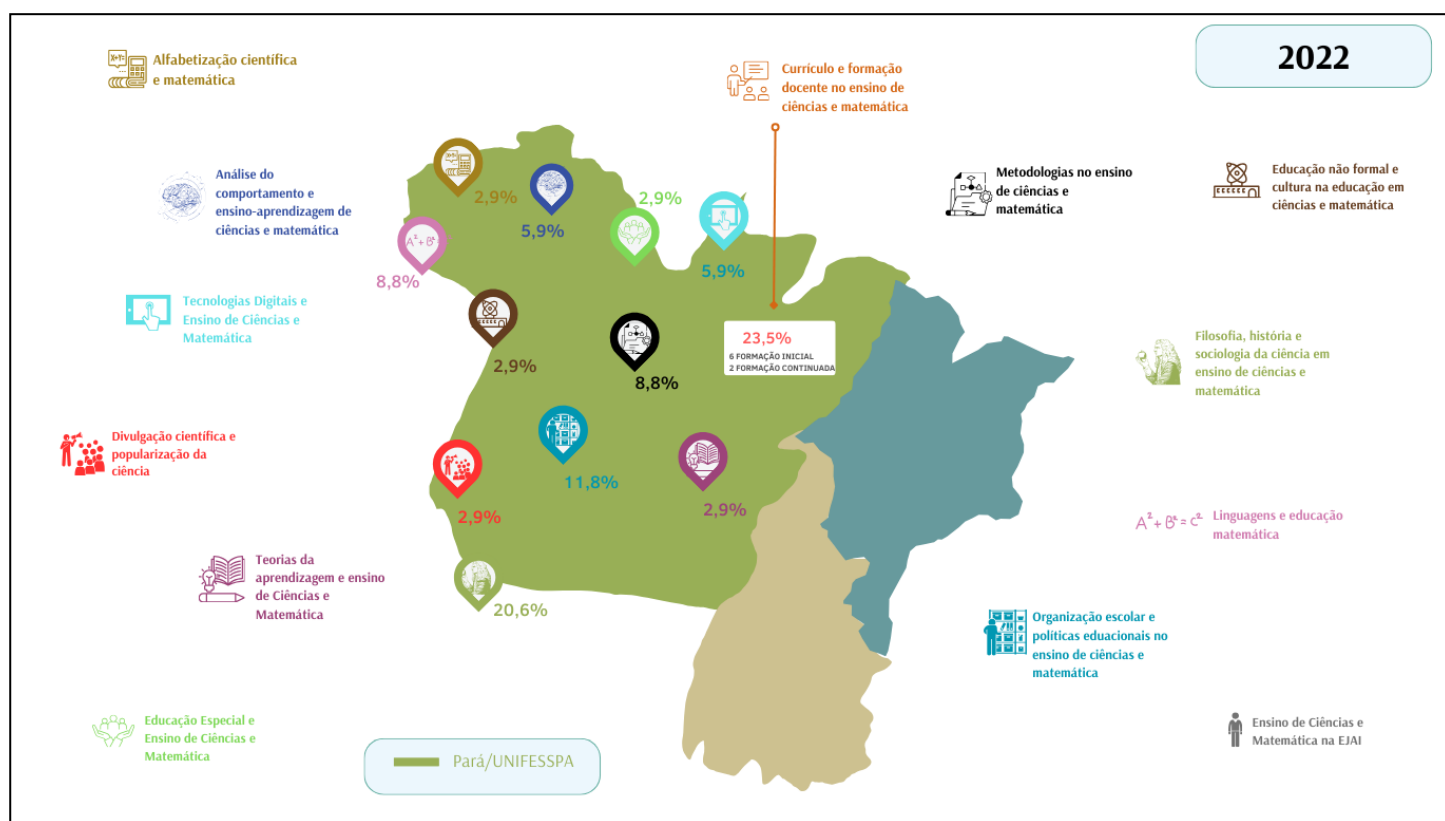 2022
Alfabetização científica
e matemática
Currículo e formação
docente no ensino de
ciências e matemática
Análise do
comportamento e
ensino-aprendizagem de
ciências e matemática
Metodologias no ensino
de ciências e
matemática
Educação não formal e
cultura na educação em
ciências e matemática
2,9%
5,9%
2,9%
5,9%
A² + B²
8,8%
Tecnologias Digitais e
Ensino de Ciências e
Matemática
2,9%
8,8%
23,5%
6 FORMAÇÃO INICIAL
2 FORMAÇÃO CONTINUADA
Filosofia, história e
sociologia da ciência em
ensino de ciências e
matemática
Divulgação científica e
popularização da
ciência
2,9%
11,8%
2,9%
A² + B² = C²
Linguagens e educação
matemática
Teorias da
aprendizagem e ensino
de Ciências e
Matemática
20,6%
Organização escolar e
políticas eduacionais no
ensino de ciências e
matemática
Educação Especial e
Ensino de Ciências e
Matemática
Pará/UNIFESSPA
Ensino de Ciências e
Matemática na EJAI